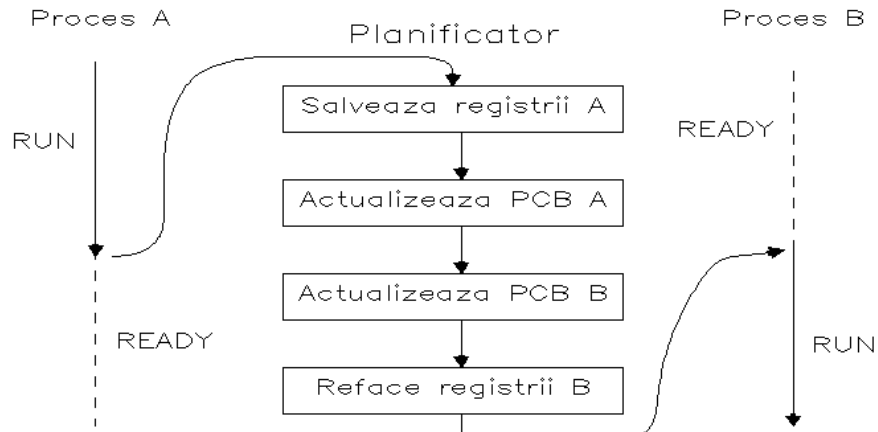 Proces A
Planificator
Proces B
Salveaza registrii A
RUN
READY
Actualizeaza PCB A
Actualizeaza PCB B
READY
RUN
Reface registrii B